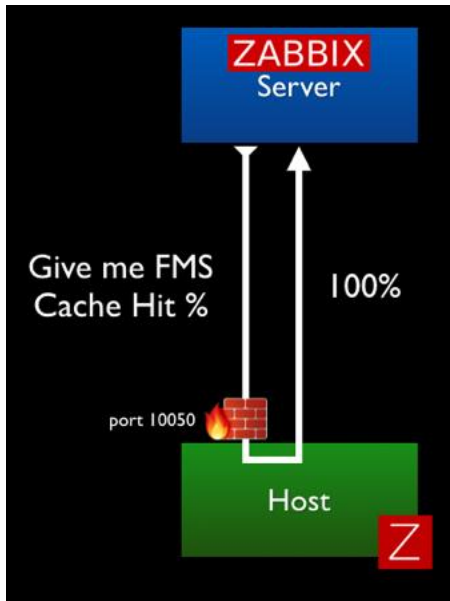 ZABBIX
Server
Give me FMS
Cache Hit %
100%
port 10050
Host
Z